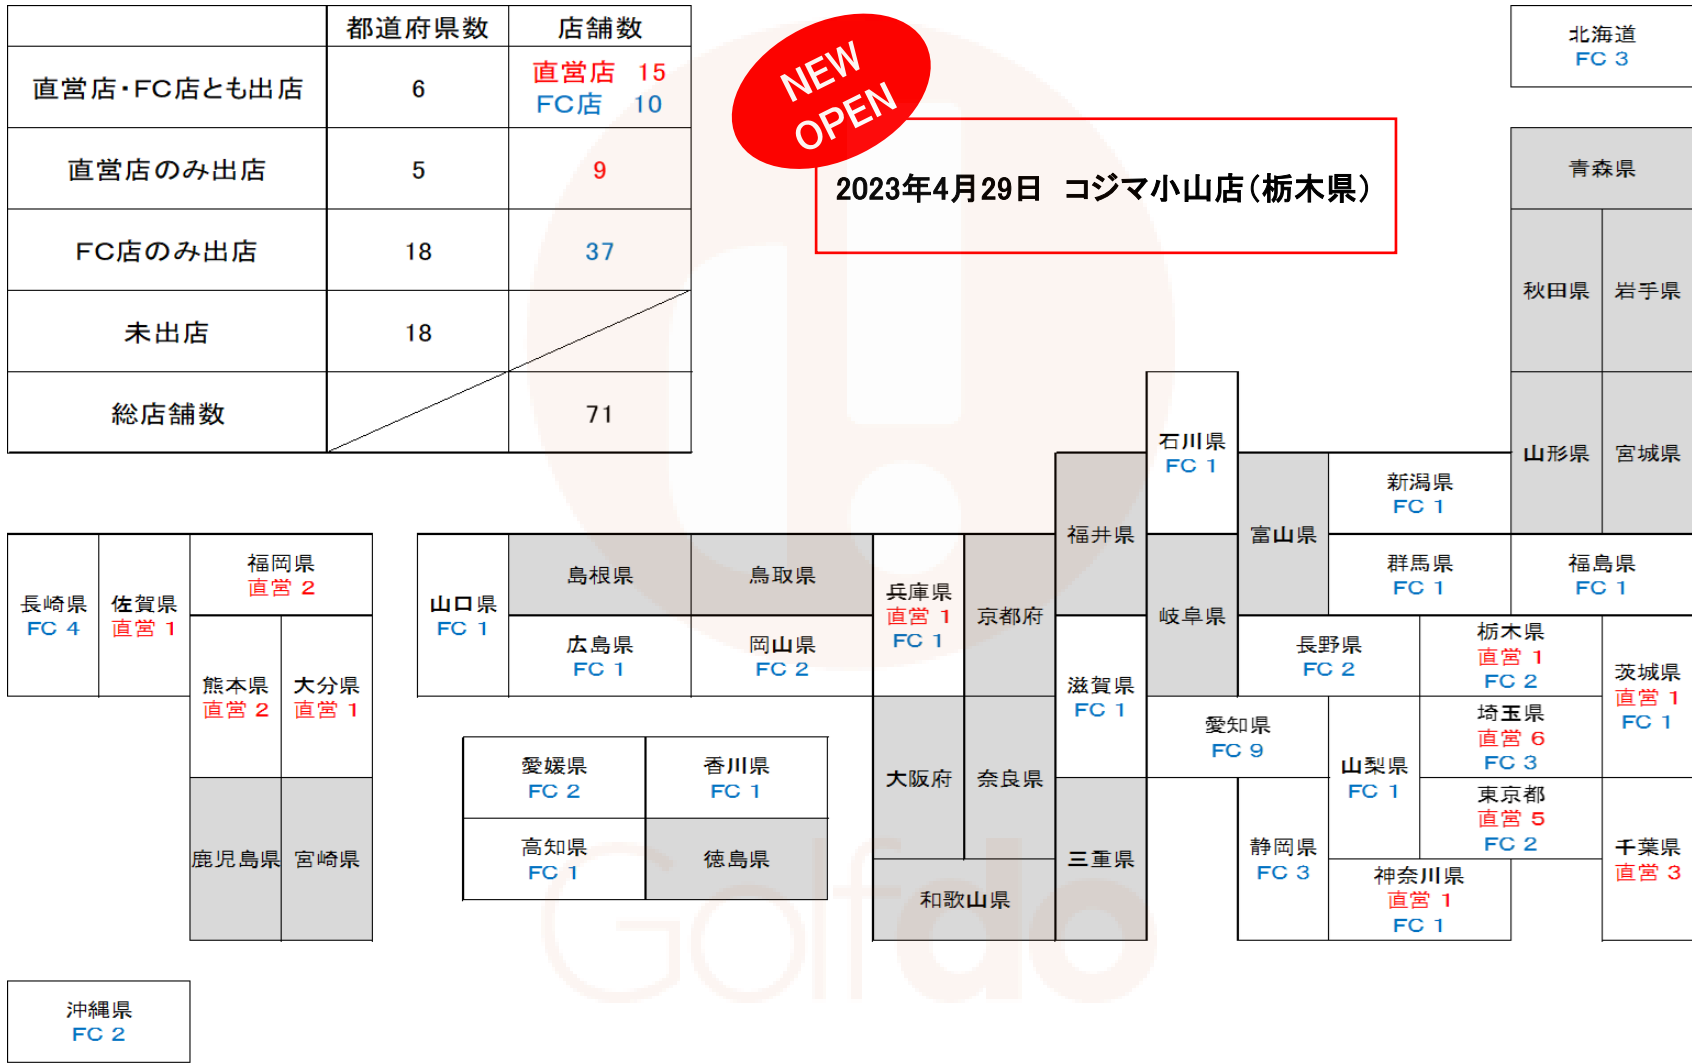 都道府県数 店舗数
直営店・FC店とも出店 6 直営店 15
FC店 10
直営店のみ出店 5 9
FC店のみ出店 18 37
未出店 18
総店舗数 71
NEW
OPEN
2023年4月29日 コジマ小山店（栃木県）
北海道
FC 3
青森県
秋田県
岩手県
山形県
宮城県
石川県
FC 1
福井県
富山県
新潟県
FC 1
群馬県
FC 1
福島県
FC 1
長崎県
FC 4
佐賀県
直営 1
福岡県
直営 2
熊本県
直営 2
大分県
直営 1
鹿児島県
宮崎県
沖縄県
FC 2
山口県
FC 1
島根県
鳥取県
広島県
FC 1
岡山県
FC 2
兵庫県
直営 1
FC 1
京都府
岐阜県
滋賀県
FC 1
長野県
FC 2
栃木県
直営 1
FC 2
茨城県
直営 1
FC 1
愛媛県
FC 2
香川県
FC 1
高知県
FC 1
徳島県
大阪府
奈良県
和歌山県
三重県
愛知県
FC 9
静岡県
FC 3
山梨県
FC 1
埼玉県
直営 6
FC 3
東京都
直営 5
FC 2
神奈川県
直営 1
FC 1
千葉県
直営 3
Golfdo